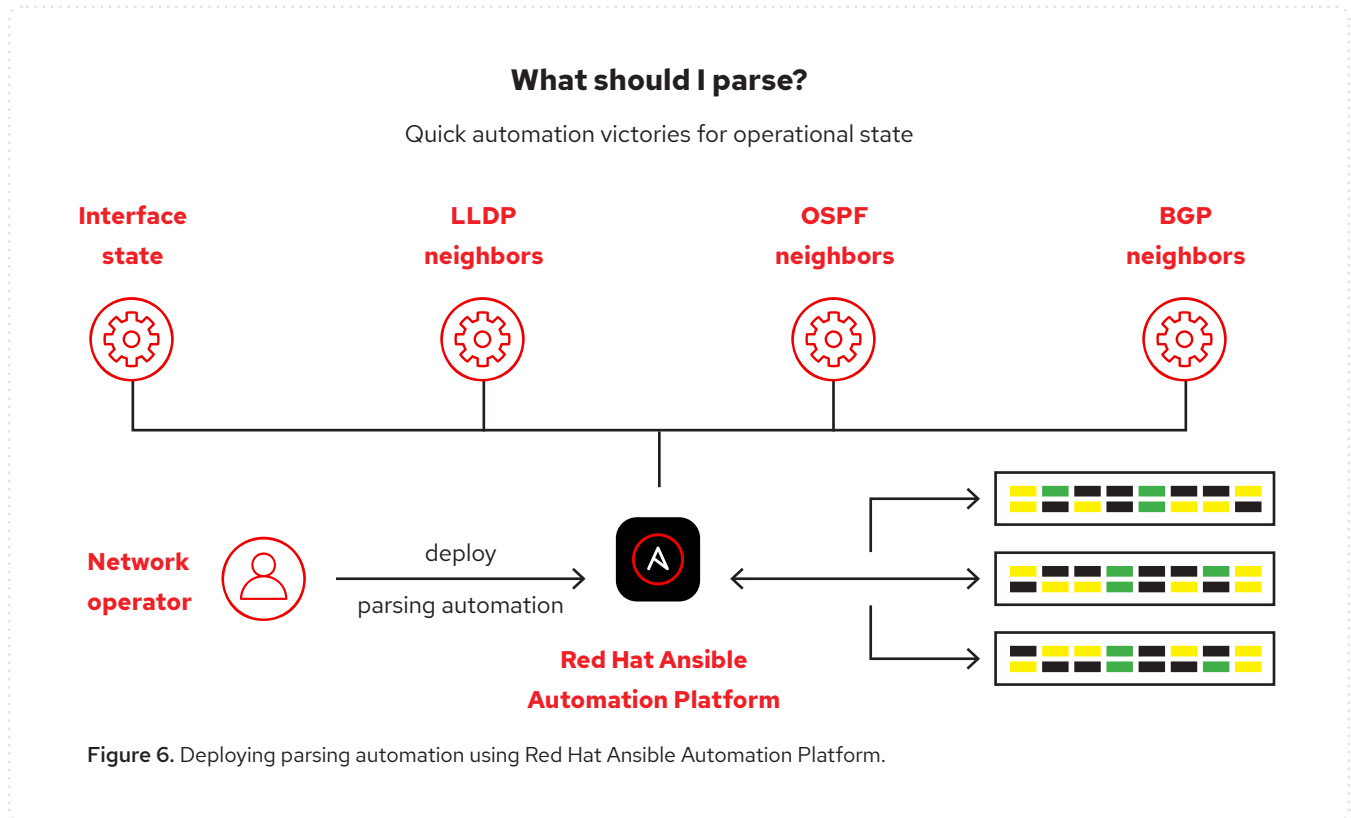 What should I parse?
Quick automation victories for operational state
Interface
state
LLDP
neighbors
OSPF
neighbors
BGP
neighbors
Network
operator
deploy
parsing automation
Red Hat Ansible
Automation Platform
Figure 6. Deploying parsing automation using Red Hat Ansible Automation Platform.